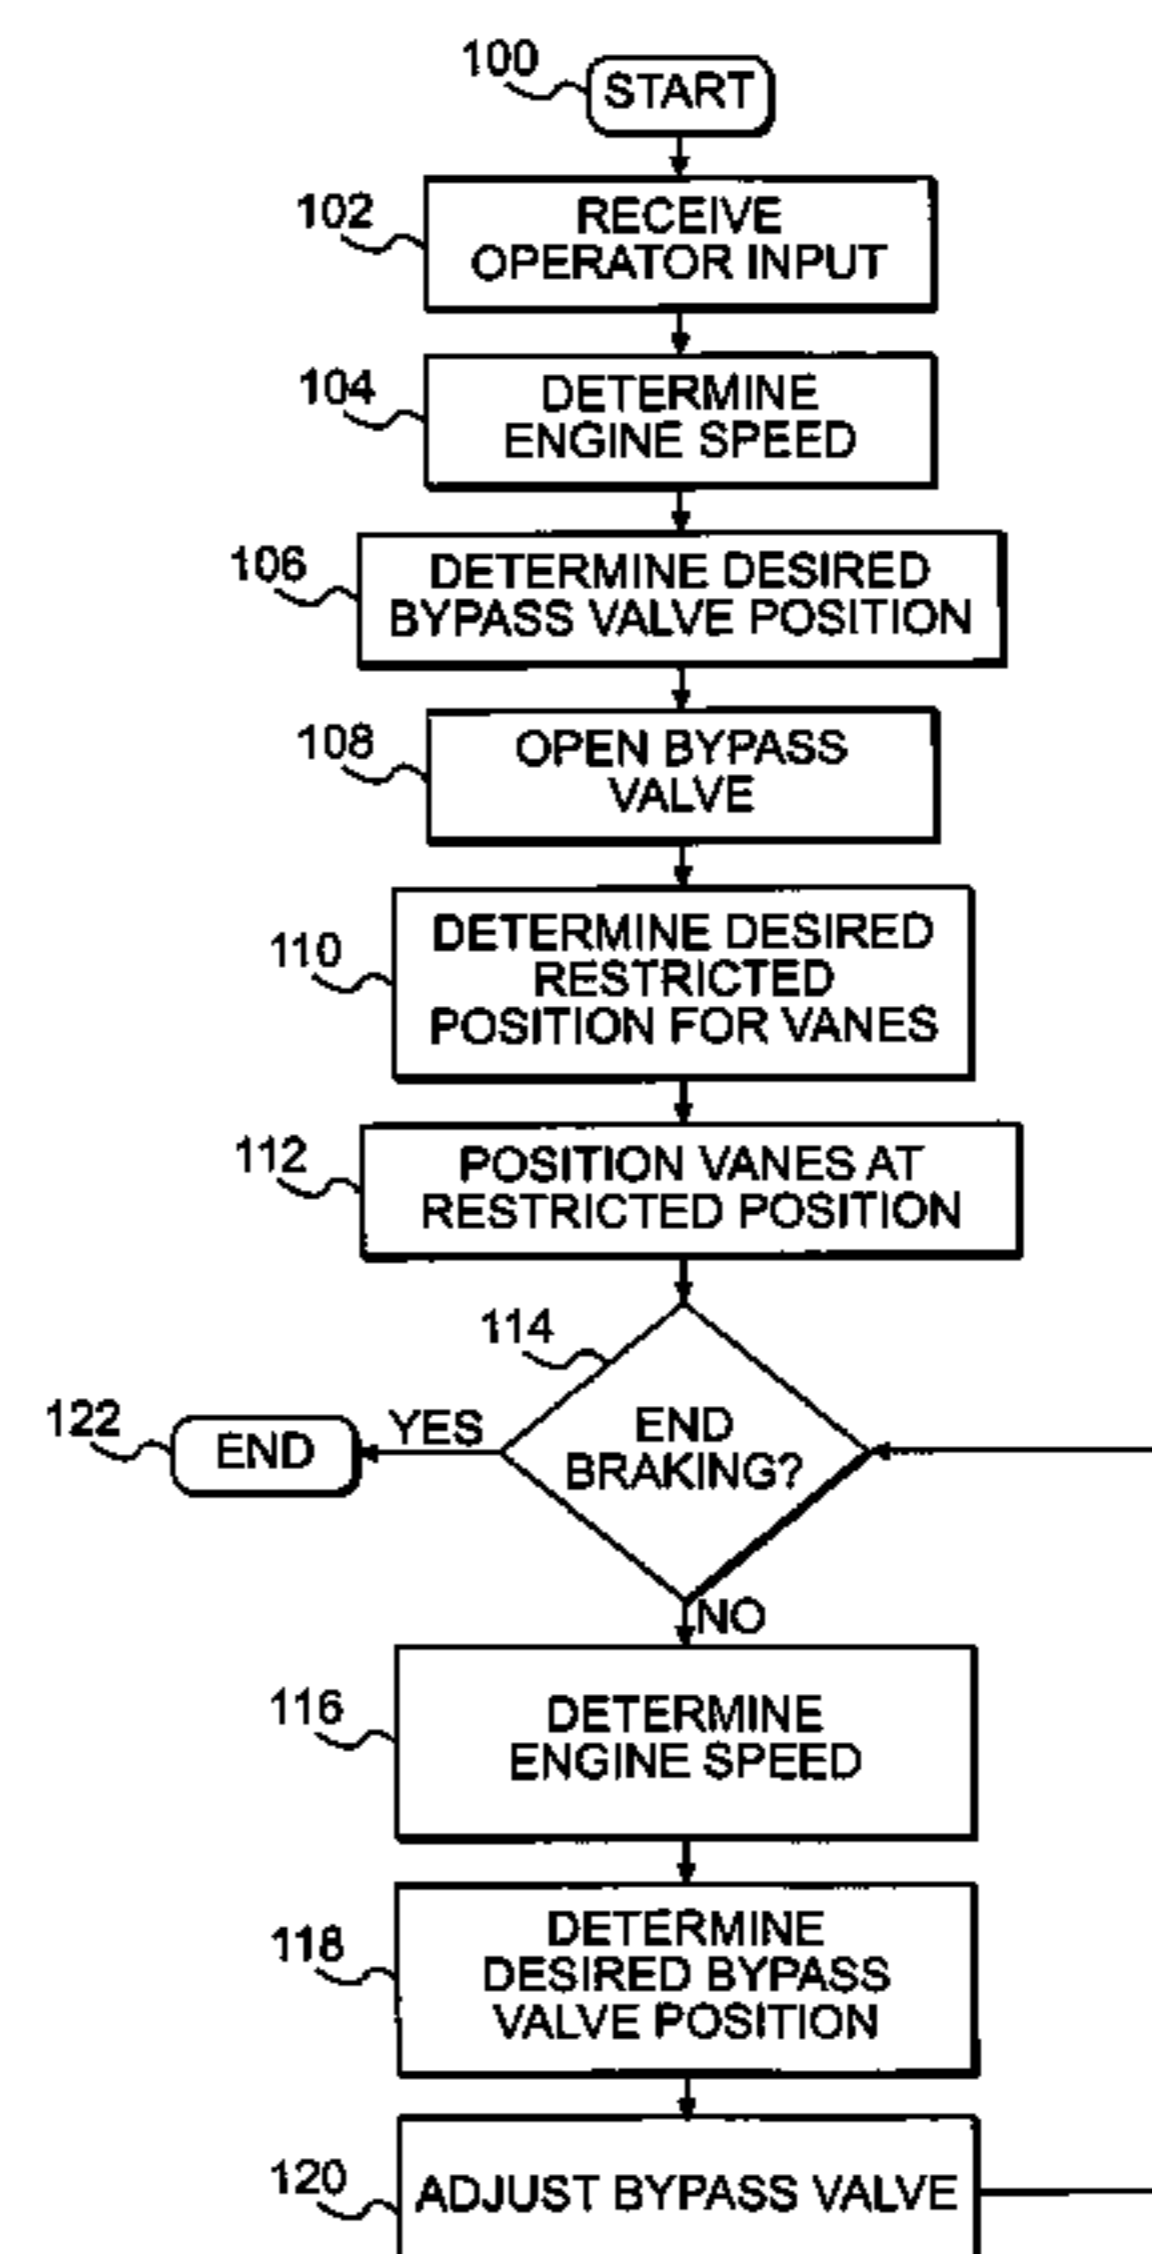 100
START
102
RECEIVE
OPERATOR INPUT
104
DETERMINE
ENGINE SPEED
106
DETERMINE DESIRED
BYPASS VALVE POSITION
108
OPEN BYPASS
VALVE
110
DETERMINE DESIRED
RESTRICTED
POSITION FOR VANES
112
POSITION VANES AT
RESTRICTED POSITION
114
END
BRAKING?
122
END
YES
NO
116
DETERMINE
ENGINE SPEED
118
DETERMINE
DESIRED BYPASS
VALVE POSITION
120
ADJUST BYPASS VALVE